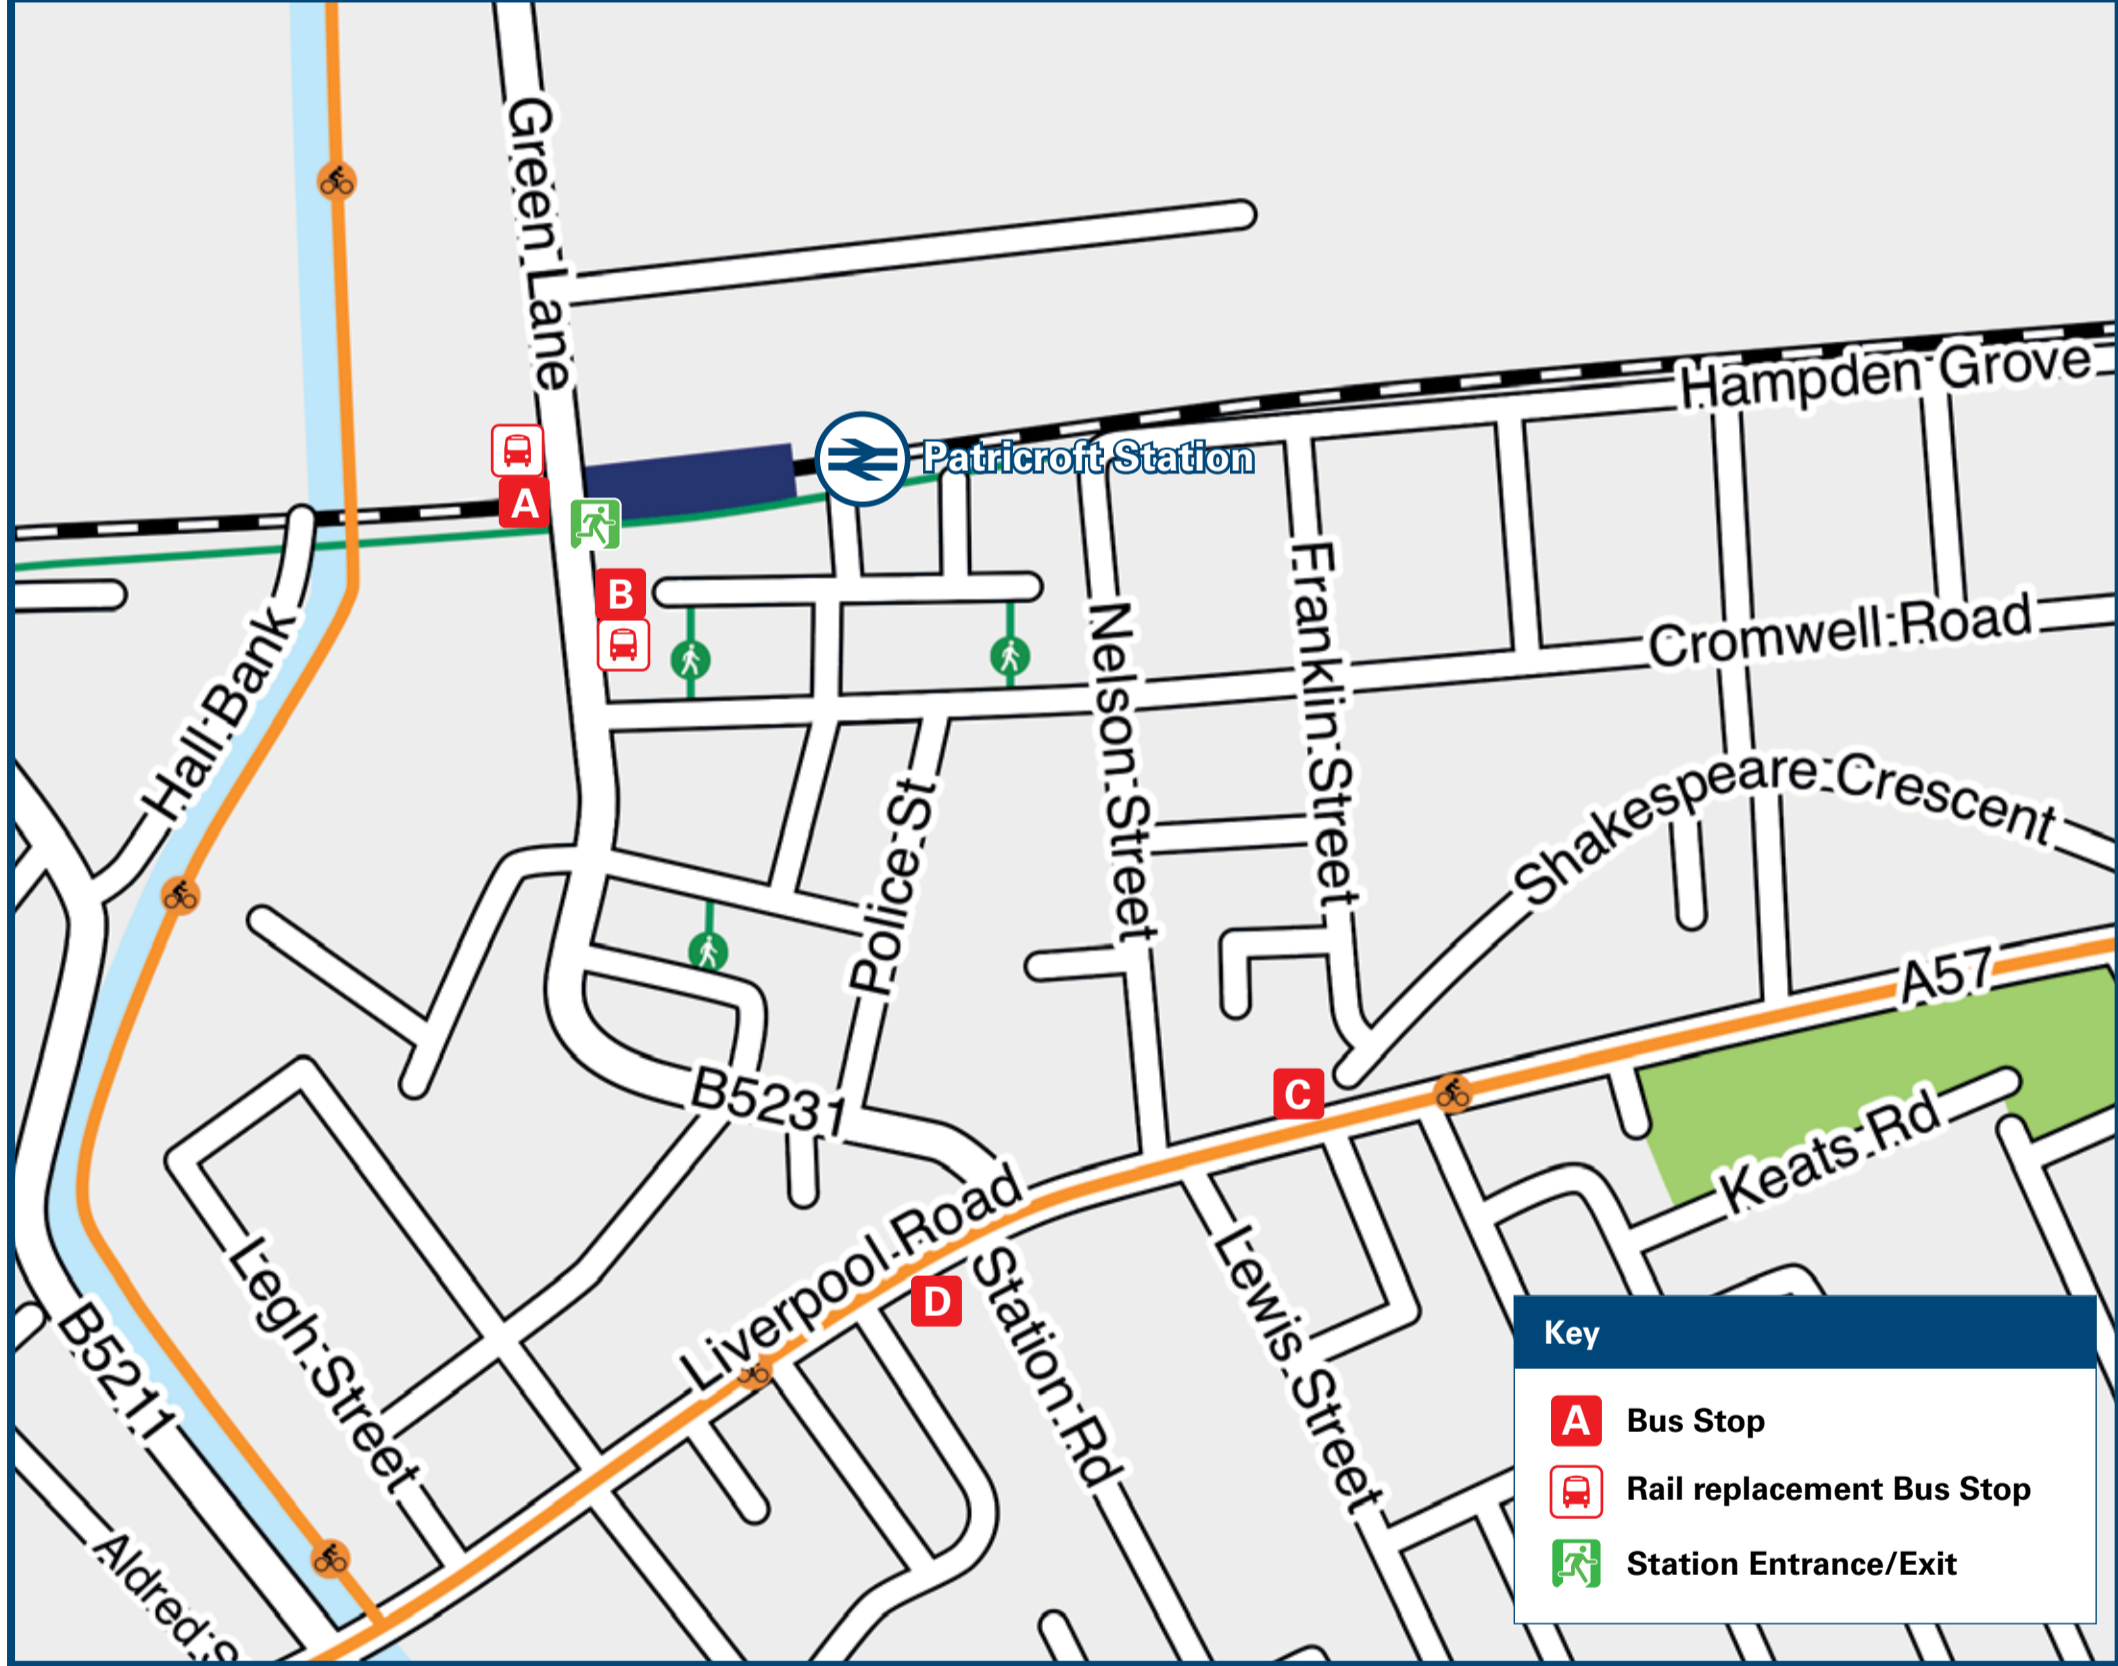 Green Lane
Hampden Grove
Patricroft Station
A
B
Hall Bank
Nelson Street
Franklin Street
Cromwell Road
Police St
Shakespeare Crescent
A57
B5231
C
Keats Rd
Liverpool Road
D
Station Rd
Lewis Street
Legh Street
B5211
Aldred S
Key
A Bus Stop
Rail replacement Bus Stop
Station Entrance/Exit